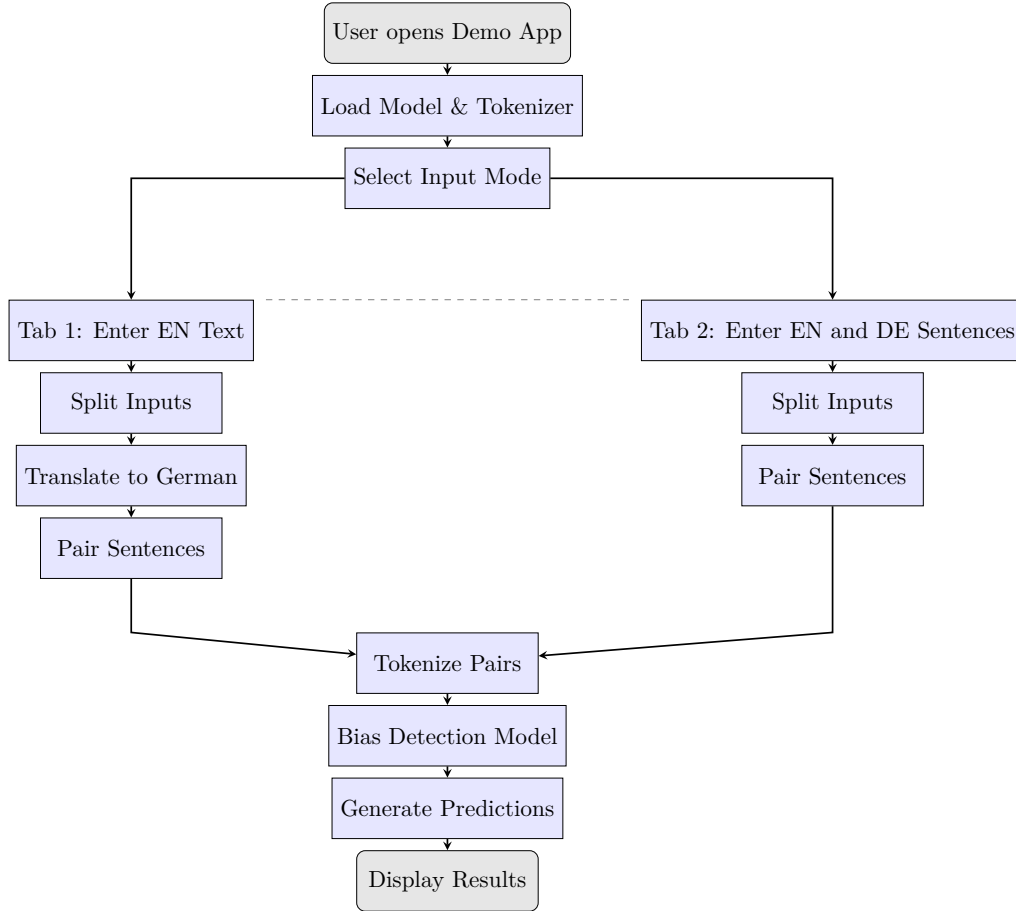 User opens Demo App
Load Model & Tokenizer
Select Input Mode
Tab 1: Enter EN Text
Split Inputs
Translate to German
Pair Sentences
Tab 2: Enter EN and DE Sentences
Split Inputs
Pair Sentences
Tokenize Pairs
Bias Detection Model
Generate Predictions
Display Results